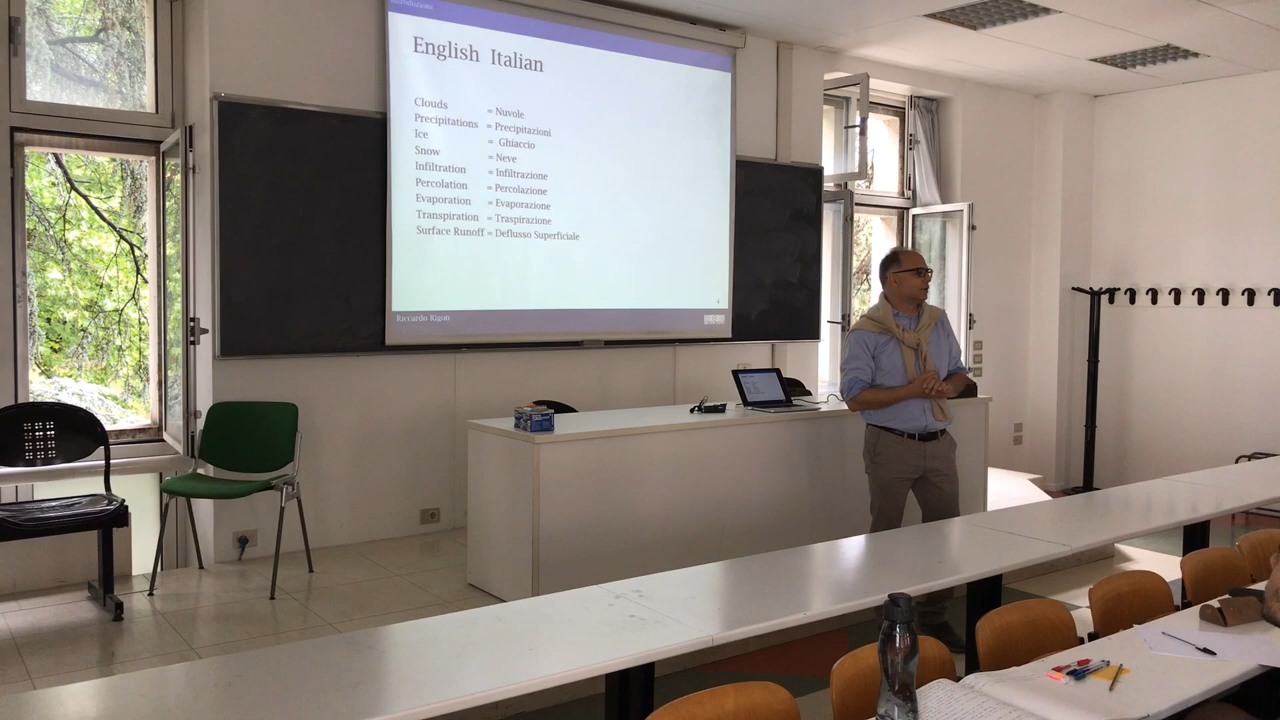 Introduzione
English Italian
Clouds = Nuvole
Precipitations = Precipitazioni
Ice = Ghiaccio
Snow = Neve
Infiltration = Infiltrazione
Percolation = Percolazione
Evaporation = Evaporazione
Transpiration = Traspirazione
Surface Runoff = Deflusso Superficiale
Riccardo Rigon